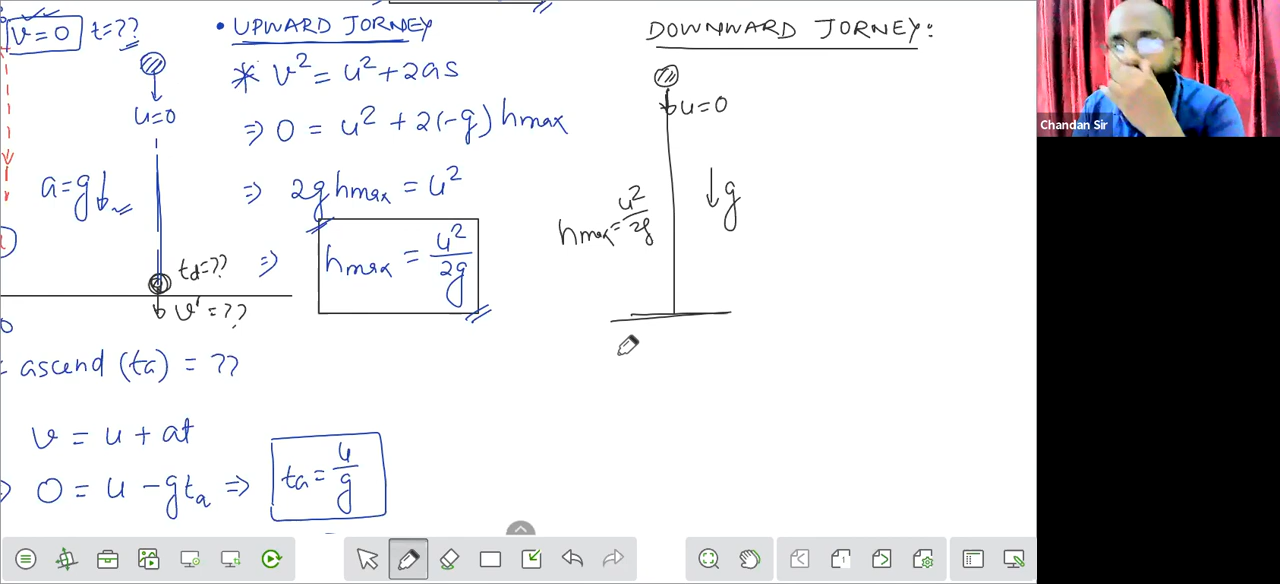 v=0 t=??
u=0
a=g↓
td=??
v'=??
• UPWARD JORNEY
* v² = u² + 2as
⇒ 0 = u² + 2(-g) hmax
⇒ 2g hmax = u²
⇒ hmax = u²/2g
ascend (ta) = ??
v = u + at
0 = u - gta ⇒ ta = u/g
DOWNWARD JORNEY:
u=0
↓g
hmax = u²/2g
Chandan Sir